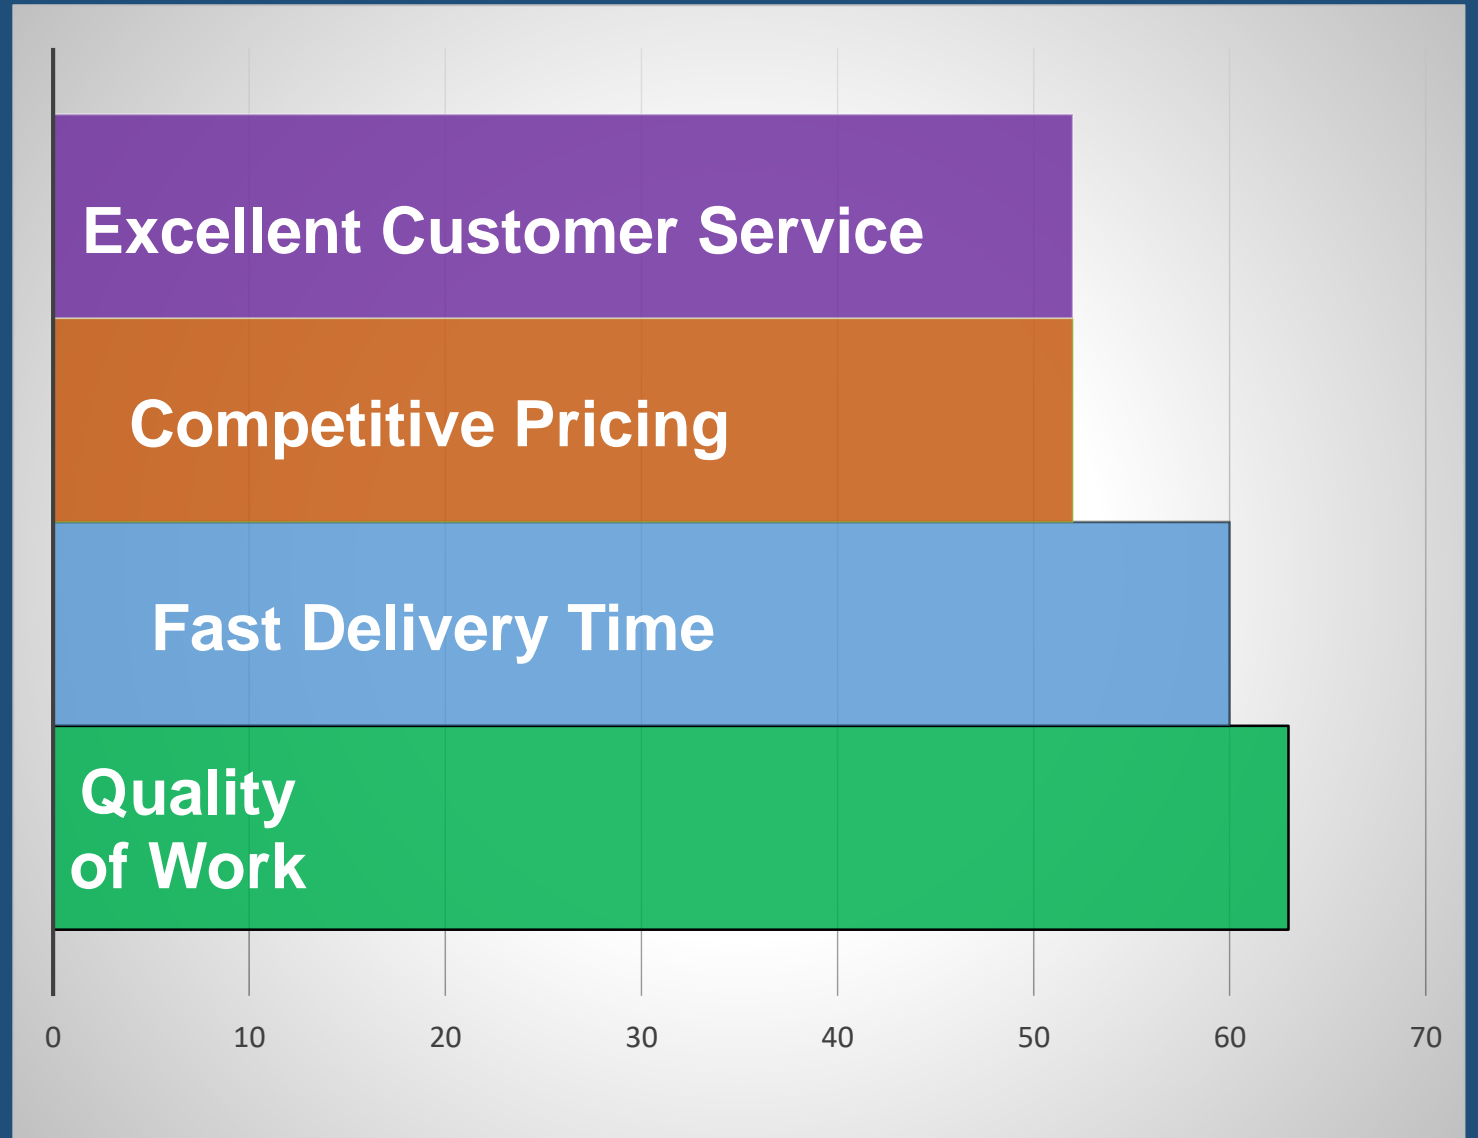 Excellent Customer Service
Competitive Pricing
Fast Delivery Time
Quality
of Work
0 10 20 30 40 50 60 70